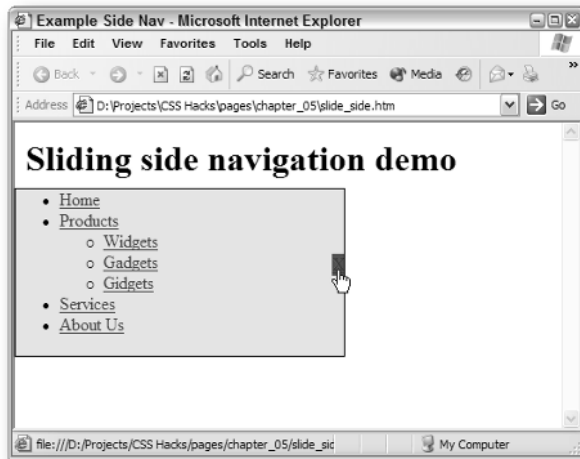 Example Side Nav - Microsoft Internet Explorer
File Edit View Favorites Tools Help
Back Search Favorites Media
Address D:\Projects\CSS Hacks\pages\chapter_05\slide_side.htm Go
Sliding side navigation demo
Home
Products
Widgets
Gadgets
Gidgets
Services
About Us
file:///D:/Projects/CSS Hacks/pages/chapter_05/slide_sid My Computer